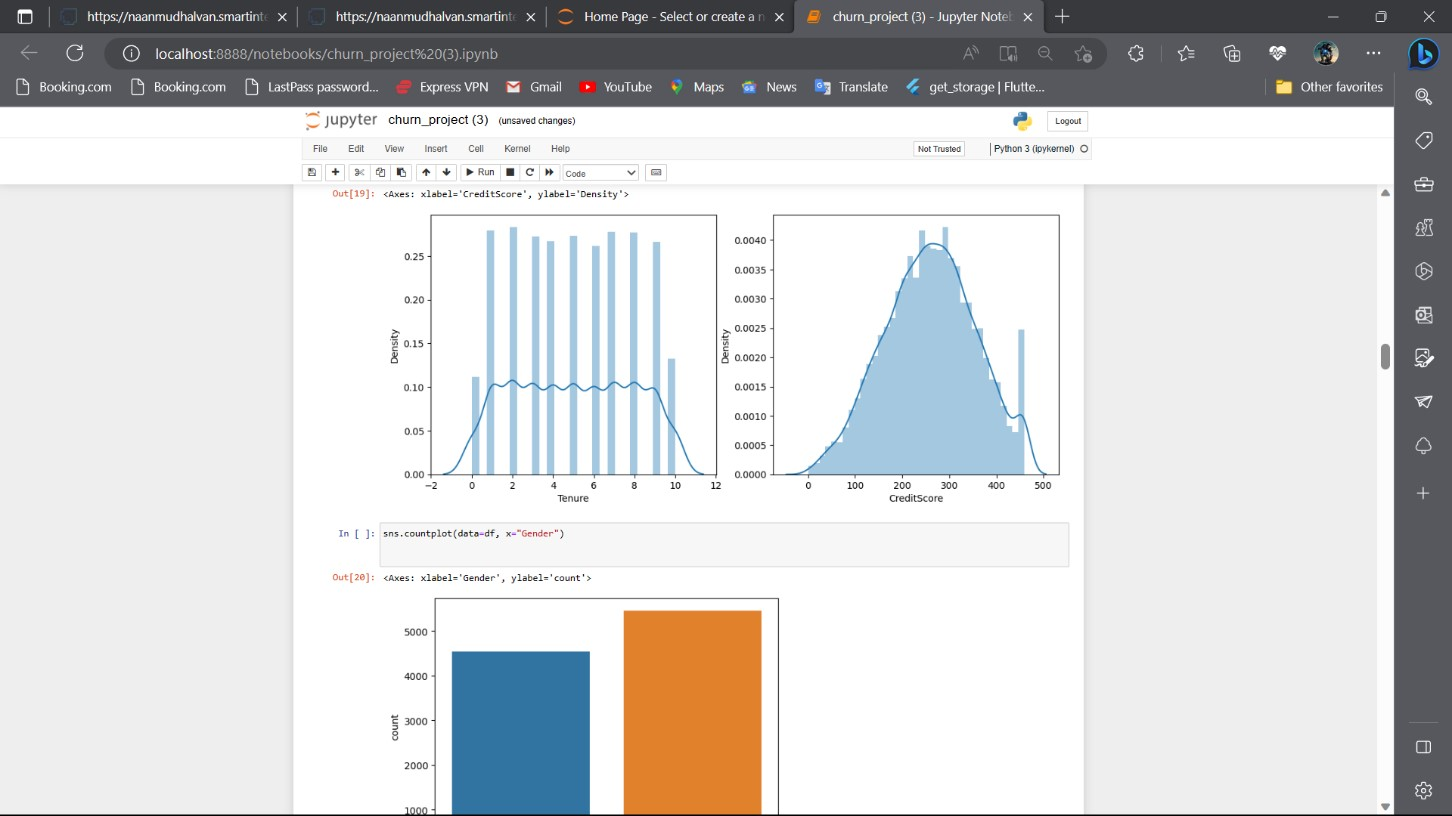 https://naanmudhalvan.smartinte
https://naanmudhalvan.smartinte
Home Page - Select or create a n
churn_project (3) - Jupyter Noteb
localhost:8888/notebooks/churn_project%20(3).ipynb
Booking.com
Booking.com
LastPass password...
Express VPN
Gmail
YouTube
Maps
News
Translate
get_storage | Flutte...
Other favorites
jupyter churn_project (3) (unsaved changes)
Logout
File Edit View Insert Cell Kernel Help
Not Trusted
Python 3 (ipykernel)
Run
Code
Out[19]: <Axes: xlabel='CreditScore', ylabel='Density'>
0.25
0.20
0.15
0.10
0.05
0.00
Density
−2 0 2 4 6 8 10 12
Tenure
0.0040
0.0035
0.0030
0.0025
0.0020
0.0015
0.0010
0.0005
0.0000
Density
0 100 200 300 400 500
CreditScore
In [ ]: sns.countplot(data=df, x="Gender")
Out[20]: <Axes: xlabel='Gender', ylabel='count'>
5000
4000
3000
2000
1000
count